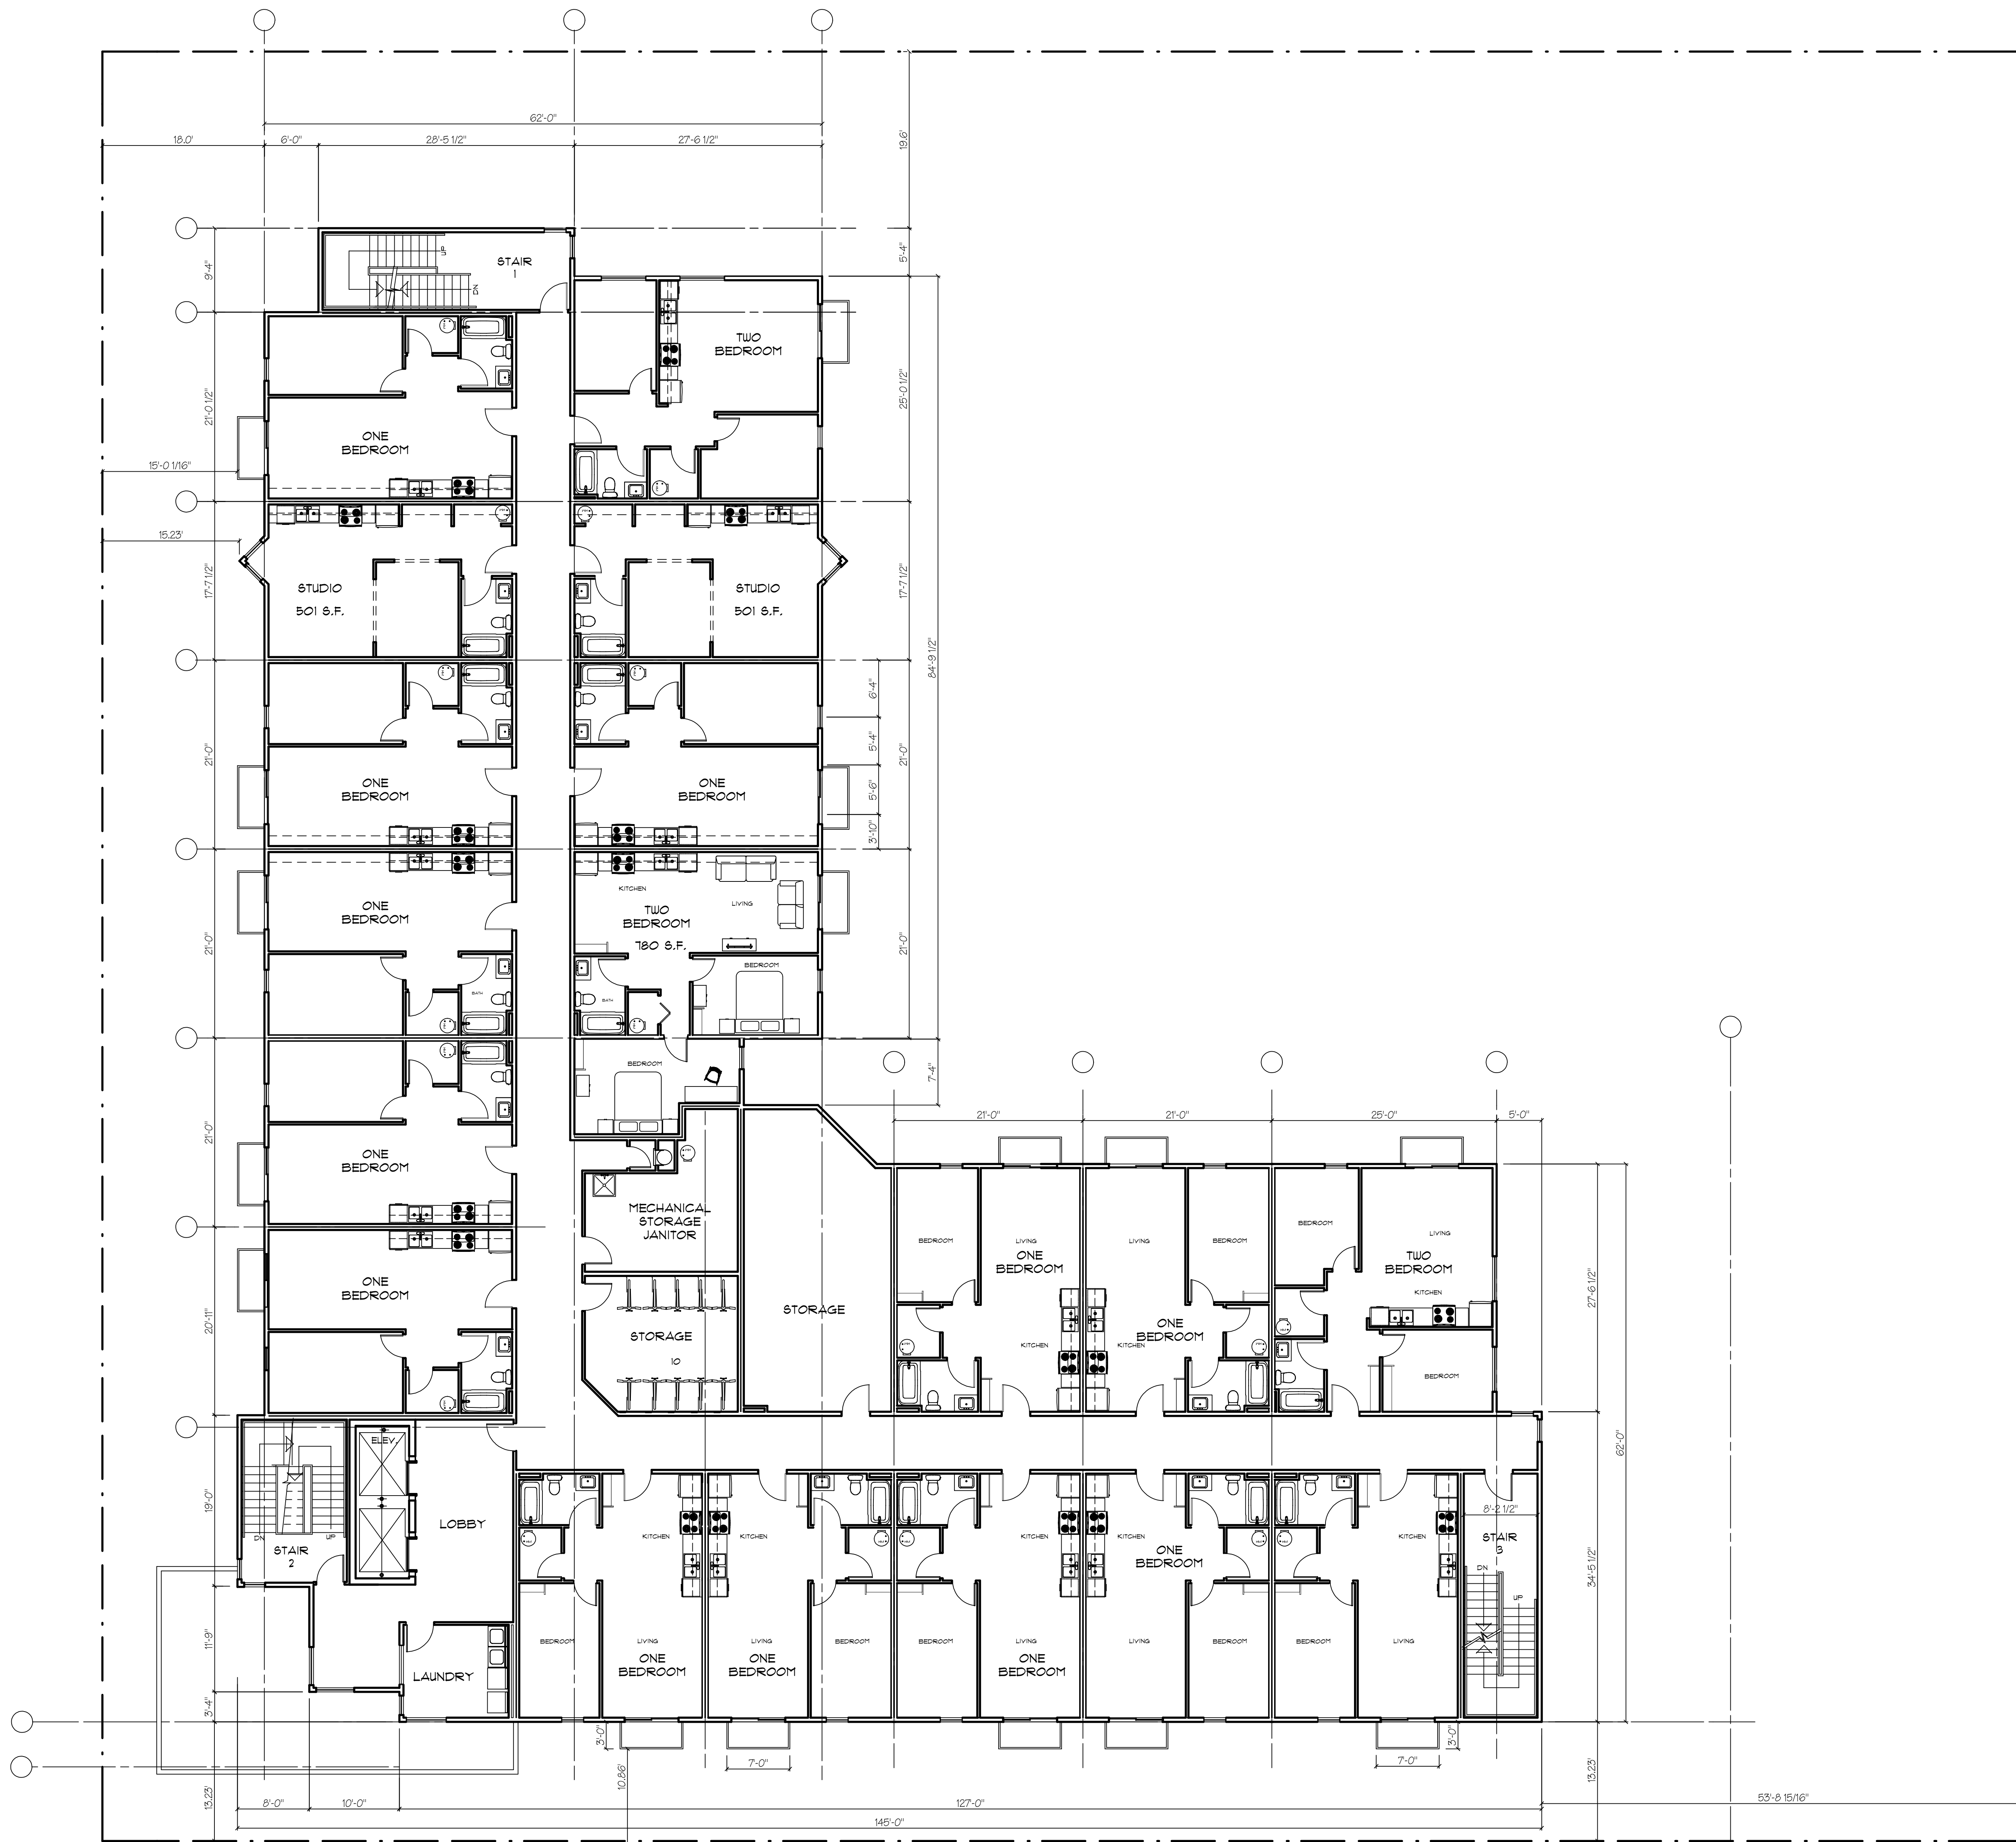 62'-0"
18.0'
6'-0"
28'-5 1/2"
27'-6 1/2"
19.6'
9'-4"
UP
DN
STAIR
1
5'-4"
TWO
BEDROOM
21'-0 1/2"
ONE
BEDROOM
25'-0 1/2"
15'-0 1/16"
15.23'
17'-7 1/2"
STUDIO
501 S.F.
STUDIO
501 S.F.
17'-7 1/2"
84'-9 1/2"
6'-4"
5'-4"
5'-6"
3'-10"
21'-0"
21'-0"
ONE
BEDROOM
ONE
BEDROOM
21'-0"
ONE
BEDROOM
BATH
KITCHEN
LIVING
TWO
BEDROOM
780 S.F.
BEDROOM
BATH
21'-0"
BEDROOM
7'-4"
21'-0"
ONE
BEDROOM
MECHANICAL
STORAGE
JANITOR
21'-0"
21'-0"
25'-0"
5'-0"
20'-11"
ONE
BEDROOM
STORAGE
10
STORAGE
BEDROOM
LIVING
ONE
BEDROOM
KITCHEN
LIVING
BEDROOM
ONE
BEDROOM
KITCHEN
BEDROOM
LIVING
TWO
BEDROOM
KITCHEN
BEDROOM
27'-6 1/2"
62'-0"
34'-5 1/2"
19'-0"
ELEV.
LOBBY
DN
UP
STAIR
2
11'-9"
LAUNDRY
3'-4"
KITCHEN
BEDROOM
LIVING
ONE
BEDROOM
KITCHEN
LIVING
BEDROOM
ONE
BEDROOM
KITCHEN
BEDROOM
LIVING
ONE
BEDROOM
KITCHEN
ONE
BEDROOM
LIVING
BEDROOM
KITCHEN
BEDROOM
LIVING
8'-2 1/2"
STAIR
3
DN
UP
3'-0"
7'-0"
10.86'
7'-0"
3'-0"
13.23'
13.23'
8'-0"
10'-0"
127'-0"
53'-8 15/16"
145'-0"